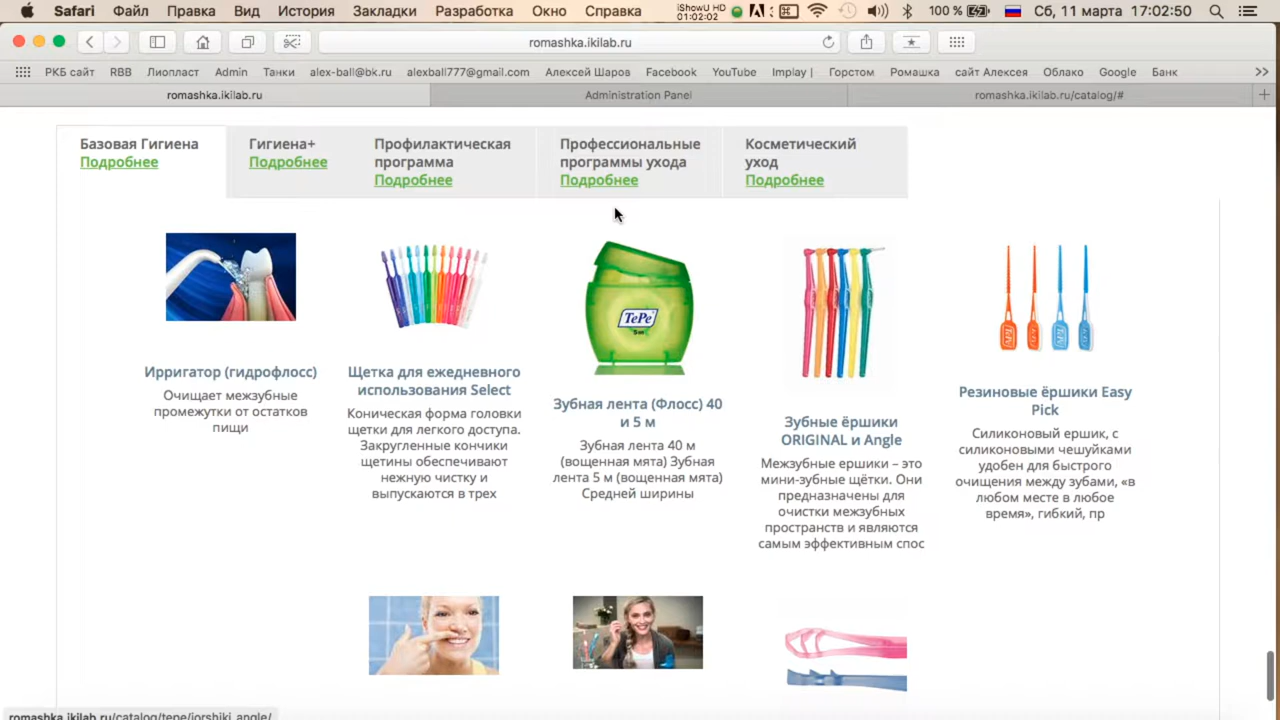 Safari Файл Правка Вид История Закладки Разработка Окно Справка iShowU HD 01:02:02 100 % Сб, 11 марта 17:02:50
romashka.ikilab.ru
РКБ сайт RBB Лиопласт Admin Танки alex-ball@bk.ru alexball777@gmail.com Алексей Шаров Facebook YouTube Implay | Горстом Ромашка сайт Алексея Облако Google Банк
romashka.ikilab.ru Administration Panel romashka.ikilab.ru/catalog/#
Базовая Гигиена
Подробнее
Гигиена+
Подробнее
Профилактическая
программа
Подробнее
Профессиональные
программы ухода
Подробнее
Косметический
уход
Подробнее
Ирригатор (гидрофлосс)
Очищает межзубные
промежутки от остатков
пищи
Щетка для ежедневного
использования Select
Коническая форма головки
щетки для легкого доступа.
Закругленные кончики
щетины обеспечивают
нежную чистку и
выпускаются в трех
TePe
5 m
Зубная лента (Флосс) 40
и 5 м
Зубная лента 40 м
(вощенная мята) Зубная
лента 5 м (вощенная мята)
Средней ширины
Зубные ёршики
ORIGINAL и Angle
Межзубные ершики – это
мини-зубные щётки. Они
предназначены для
очистки межзубных
пространств и являются
самым эффективным спос
Резиновые ёршики Easy
Pick
Силиконовый ершик, с
силиконовыми чешуйками
удобен для быстрого
очищения между зубами, «в
любом месте в любое
время», гибкий, пр
romashka.ikilab.ru/catalog/tepe/jorshiki_angle/